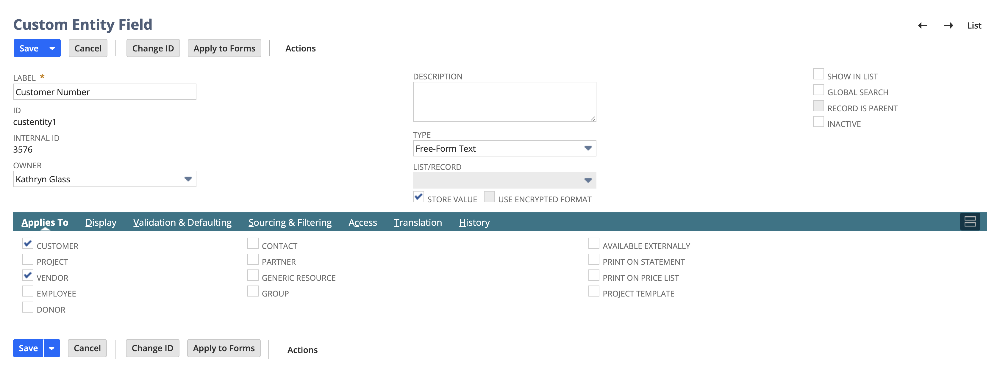 Custom Entity Field
List
Save Cancel Change ID Apply to Forms Actions
LABEL *
Customer Number
ID
custentity1
INTERNAL ID
3576
OWNER
Kathryn Glass
DESCRIPTION
TYPE
Free-Form Text
LIST/RECORD
STORE VALUE USE ENCRYPTED FORMAT
SHOW IN LIST
GLOBAL SEARCH
RECORD IS PARENT
INACTIVE
Applies To Display Validation & Defaulting Sourcing & Filtering Access Translation History
CUSTOMER
PROJECT
VENDOR
EMPLOYEE
DONOR
CONTACT
PARTNER
GENERIC RESOURCE
GROUP
AVAILABLE EXTERNALLY
PRINT ON STATEMENT
PRINT ON PRICE LIST
PROJECT TEMPLATE
Save Cancel Change ID Apply to Forms Actions